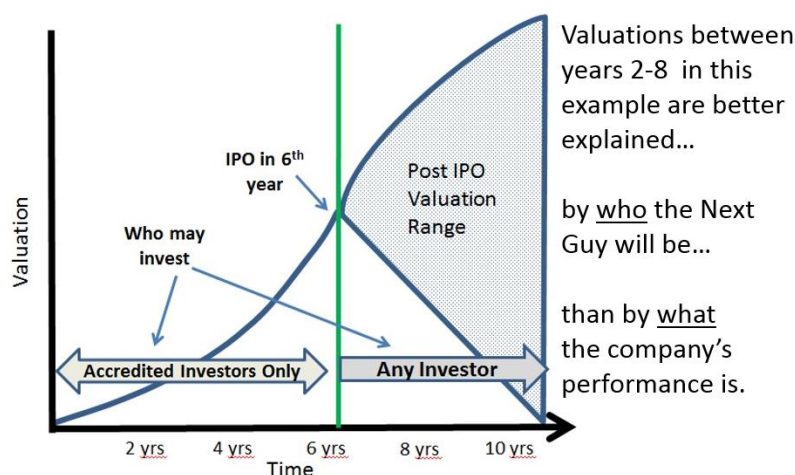 Valuations between
years 2-8 in this
example are better
explained...
by who the Next
Guy will be...
than by what
the company's
performance is.
IPO in 6th
year
Post IPO
Valuation
Range
Who may
invest
Valuation
Accredited Investors Only
Any Investor
2 yrs 4 yrs 6 yrs 8 yrs 10 yrs
Time